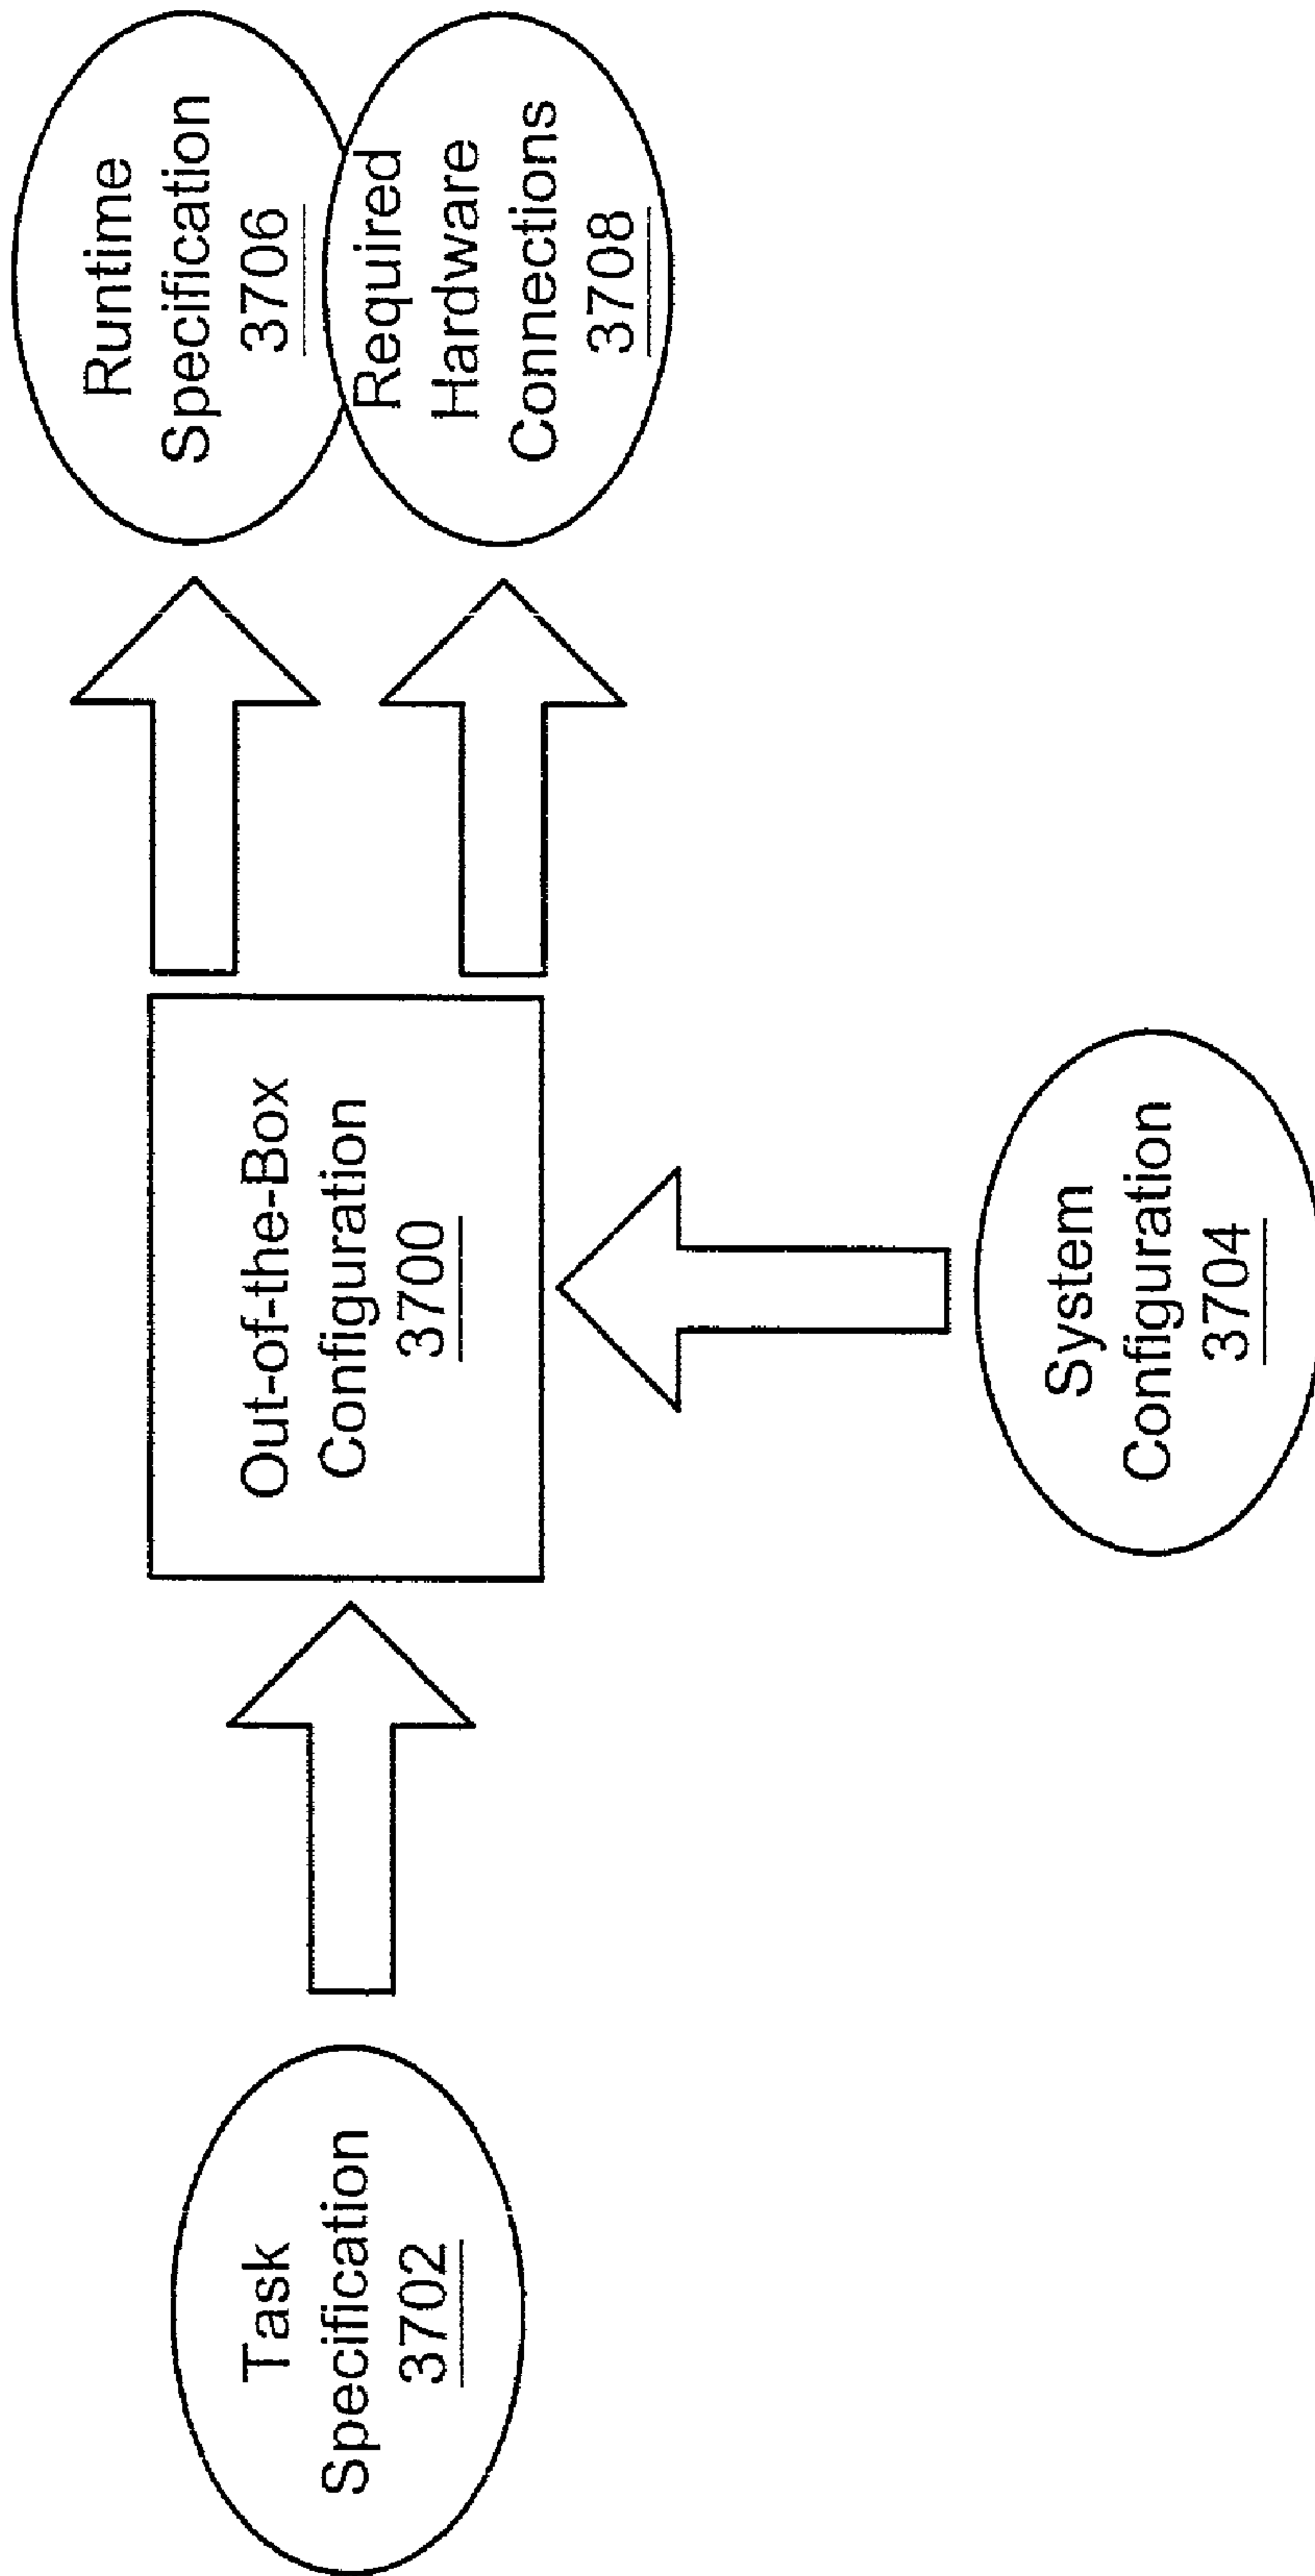 Task
Specification
3702
Out-of-the-Box
Configuration
3700
System
Configuration
3704
Runtime
Specification
3706
Required
Hardware
Connections
3708